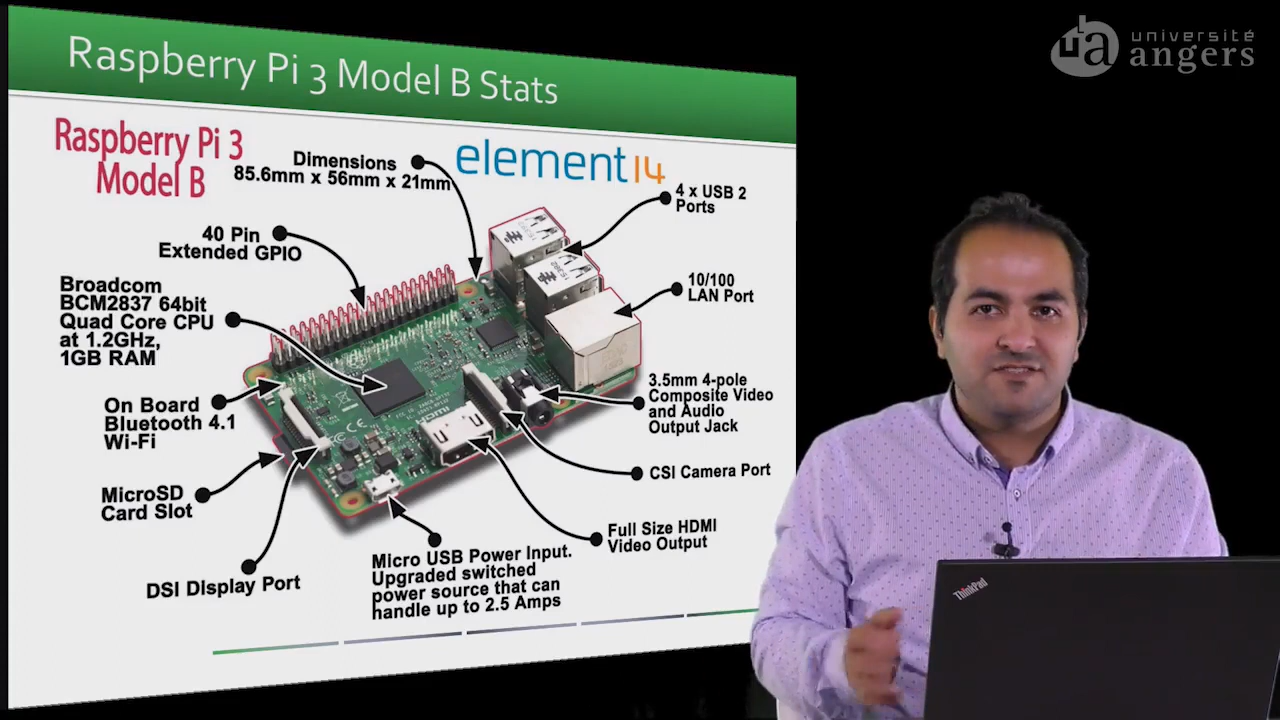 Raspberry Pi 3 Model B Stats
université
angers
Raspberry Pi 3
Model B
element14
Dimensions
85.6mm x 56mm x 21mm
4 x USB 2
Ports
40 Pin
Extended GPIO
10/100
LAN Port
Broadcom
BCM2837 64bit
Quad Core CPU
at 1.2GHz,
1GB RAM
3.5mm 4-pole
Composite Video
and Audio
Output Jack
On Board
Bluetooth 4.1
Wi-Fi
CSI Camera Port
MicroSD
Card Slot
Full Size HDMI
Video Output
DSI DIsplay Port
Micro USB Power Input.
Upgraded switched
power source that can
handle up to 2.5 Amps
HDMI
ThinkPad